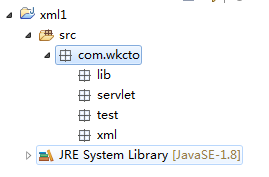 xml1
src
com.wkcto
lib
servlet
test
xml
JRE System Library [JavaSE-1.8]